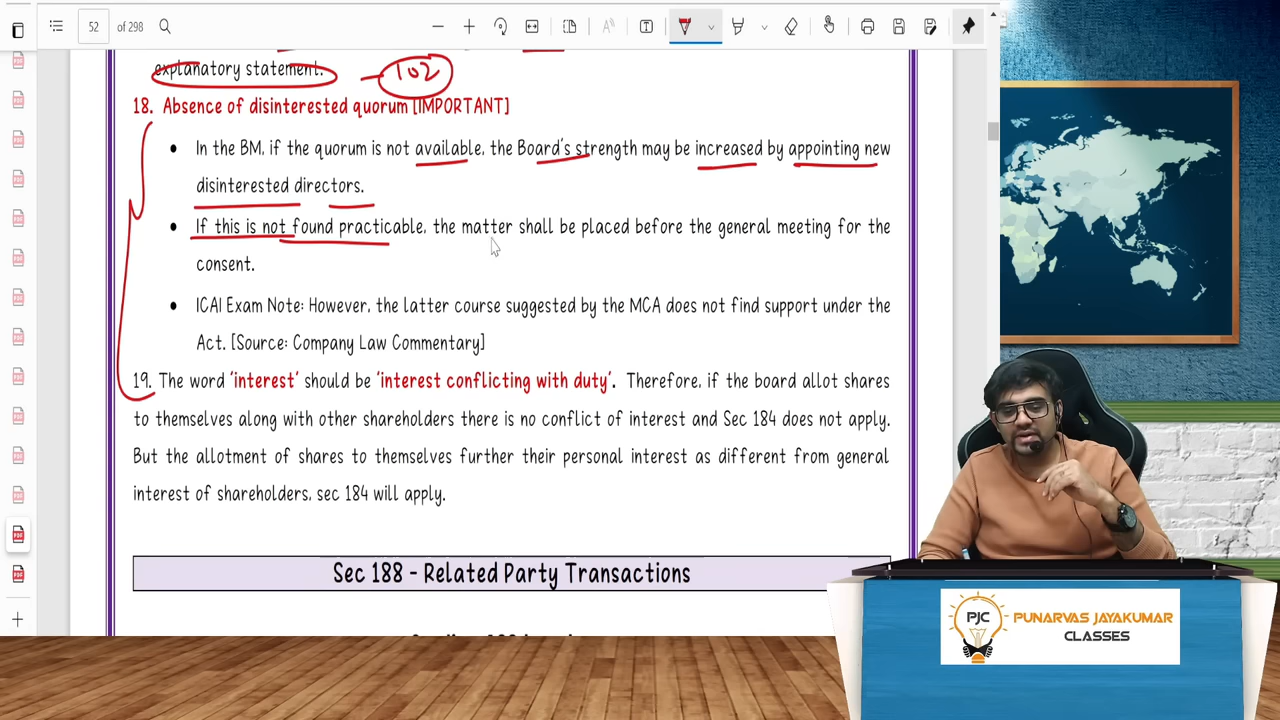 52 of 298
explanatory statement. - 102
18. Absence of disinterested quorum [IMPORTANT]
• In the BM, if the quorum is not available, the Board's strength may be increased by appointing new
disinterested directors.
• If this is not found practicable, the matter shall be placed before the general meeting for the
consent.
• ICAI Exam Note: However, the latter course suggested by the MCA does not find support under the
Act. [Source: Company Law Commentary]
19. The word 'interest' should be 'interest conflicting with duty'. Therefore, if the board allot shares
to themselves along with other shareholders there is no conflict of interest and Sec 184 does not apply.
But the allotment of shares to themselves further their personal interest as different from general
interest of shareholders, sec 184 will apply.
Sec 188 - Related Party Transactions
PJC
PUNARVAS JAYAKUMAR
CLASSES